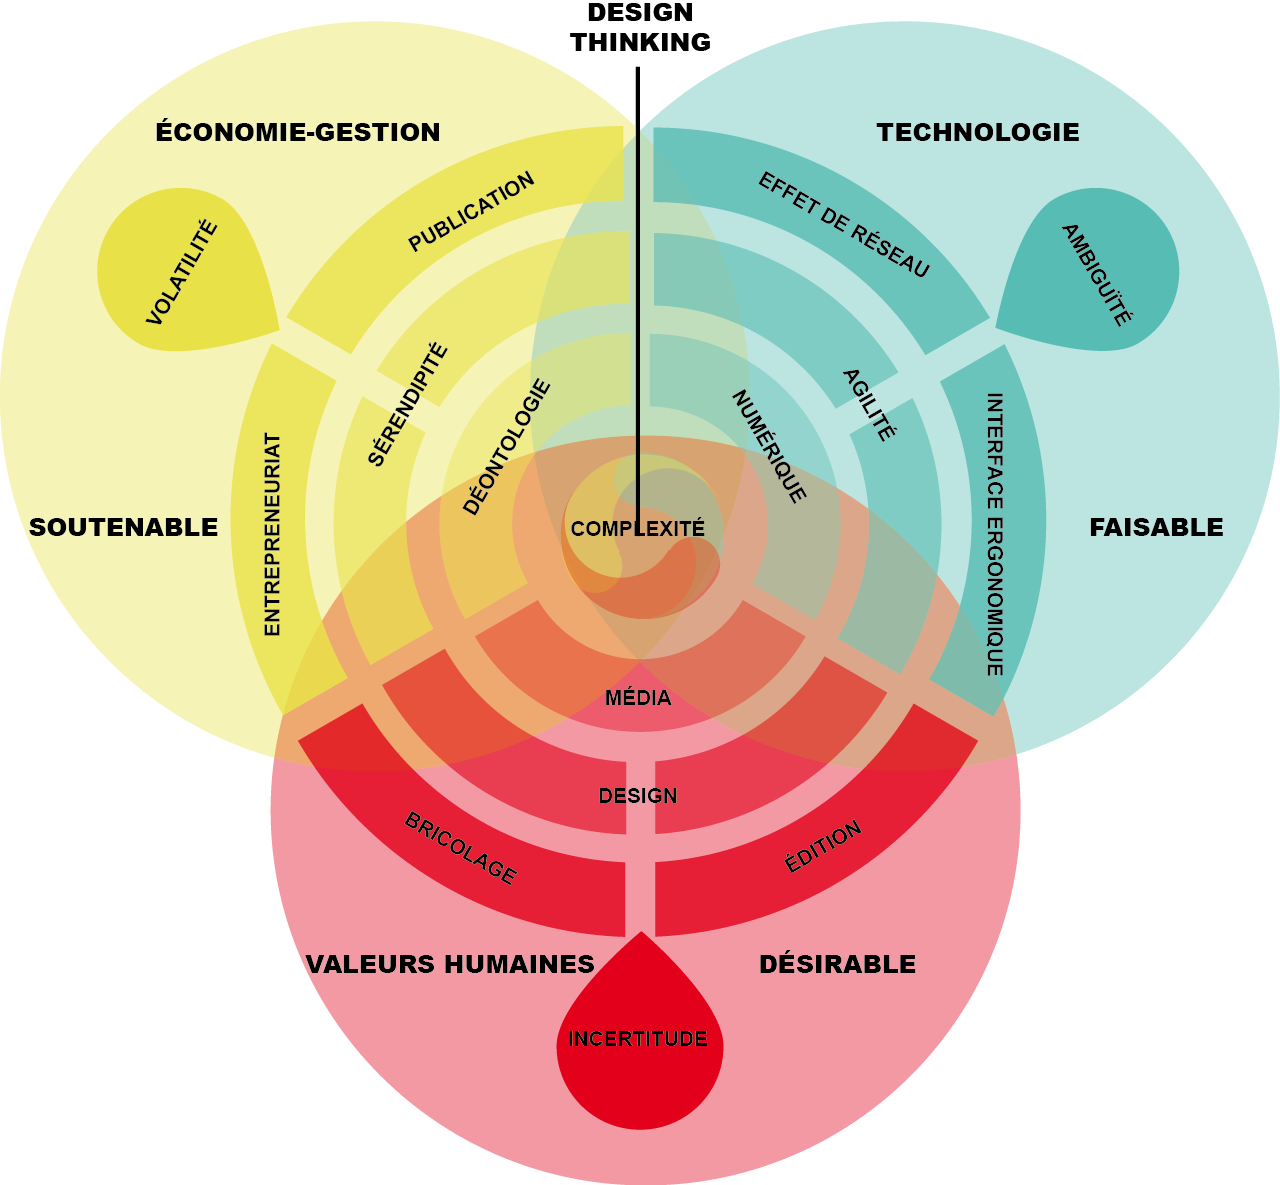 DESIGN
THINKING
ÉCONOMIE-GESTION
TECHNOLOGIE
PUBLICATION
EFFET DE RÉSEAU
VOLATILITÉ
AMBIGUÏTÉ
SÉRENDIPITÉ
AGILITÉ
DÉONTOLOGIE
NUMÉRIQUE
ENTREPRENEURIAT
INTERFACE ERGONOMIQUE
SOUTENABLE
COMPLEXITÉ
FAISABLE
MÉDIA
DESIGN
BRICOLAGE
ÉDITION
VALEURS HUMAINES
DÉSIRABLE
INCERTITUDE